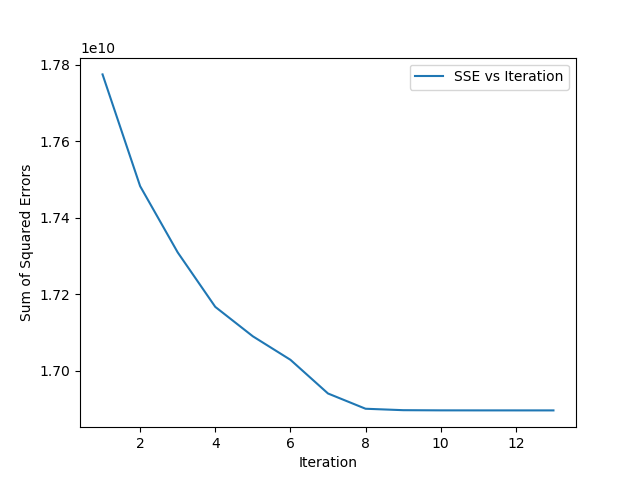 1e10
SSE vs Iteration
1.78
1.76
1.74
1.72
1.70
Sum of Squared Errors
2 4 6 8 10 12
Iteration